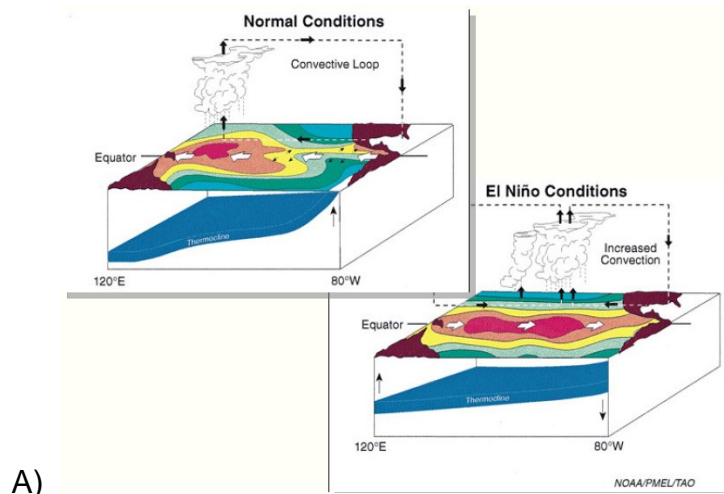 Normal Conditions
Convective Loop
Equator
Thermocline
120°E
80°W
El Niño Conditions
Increased
Convection
Equator
Thermocline
120°E
80°W
NOAA/PMEL/TAO
A)